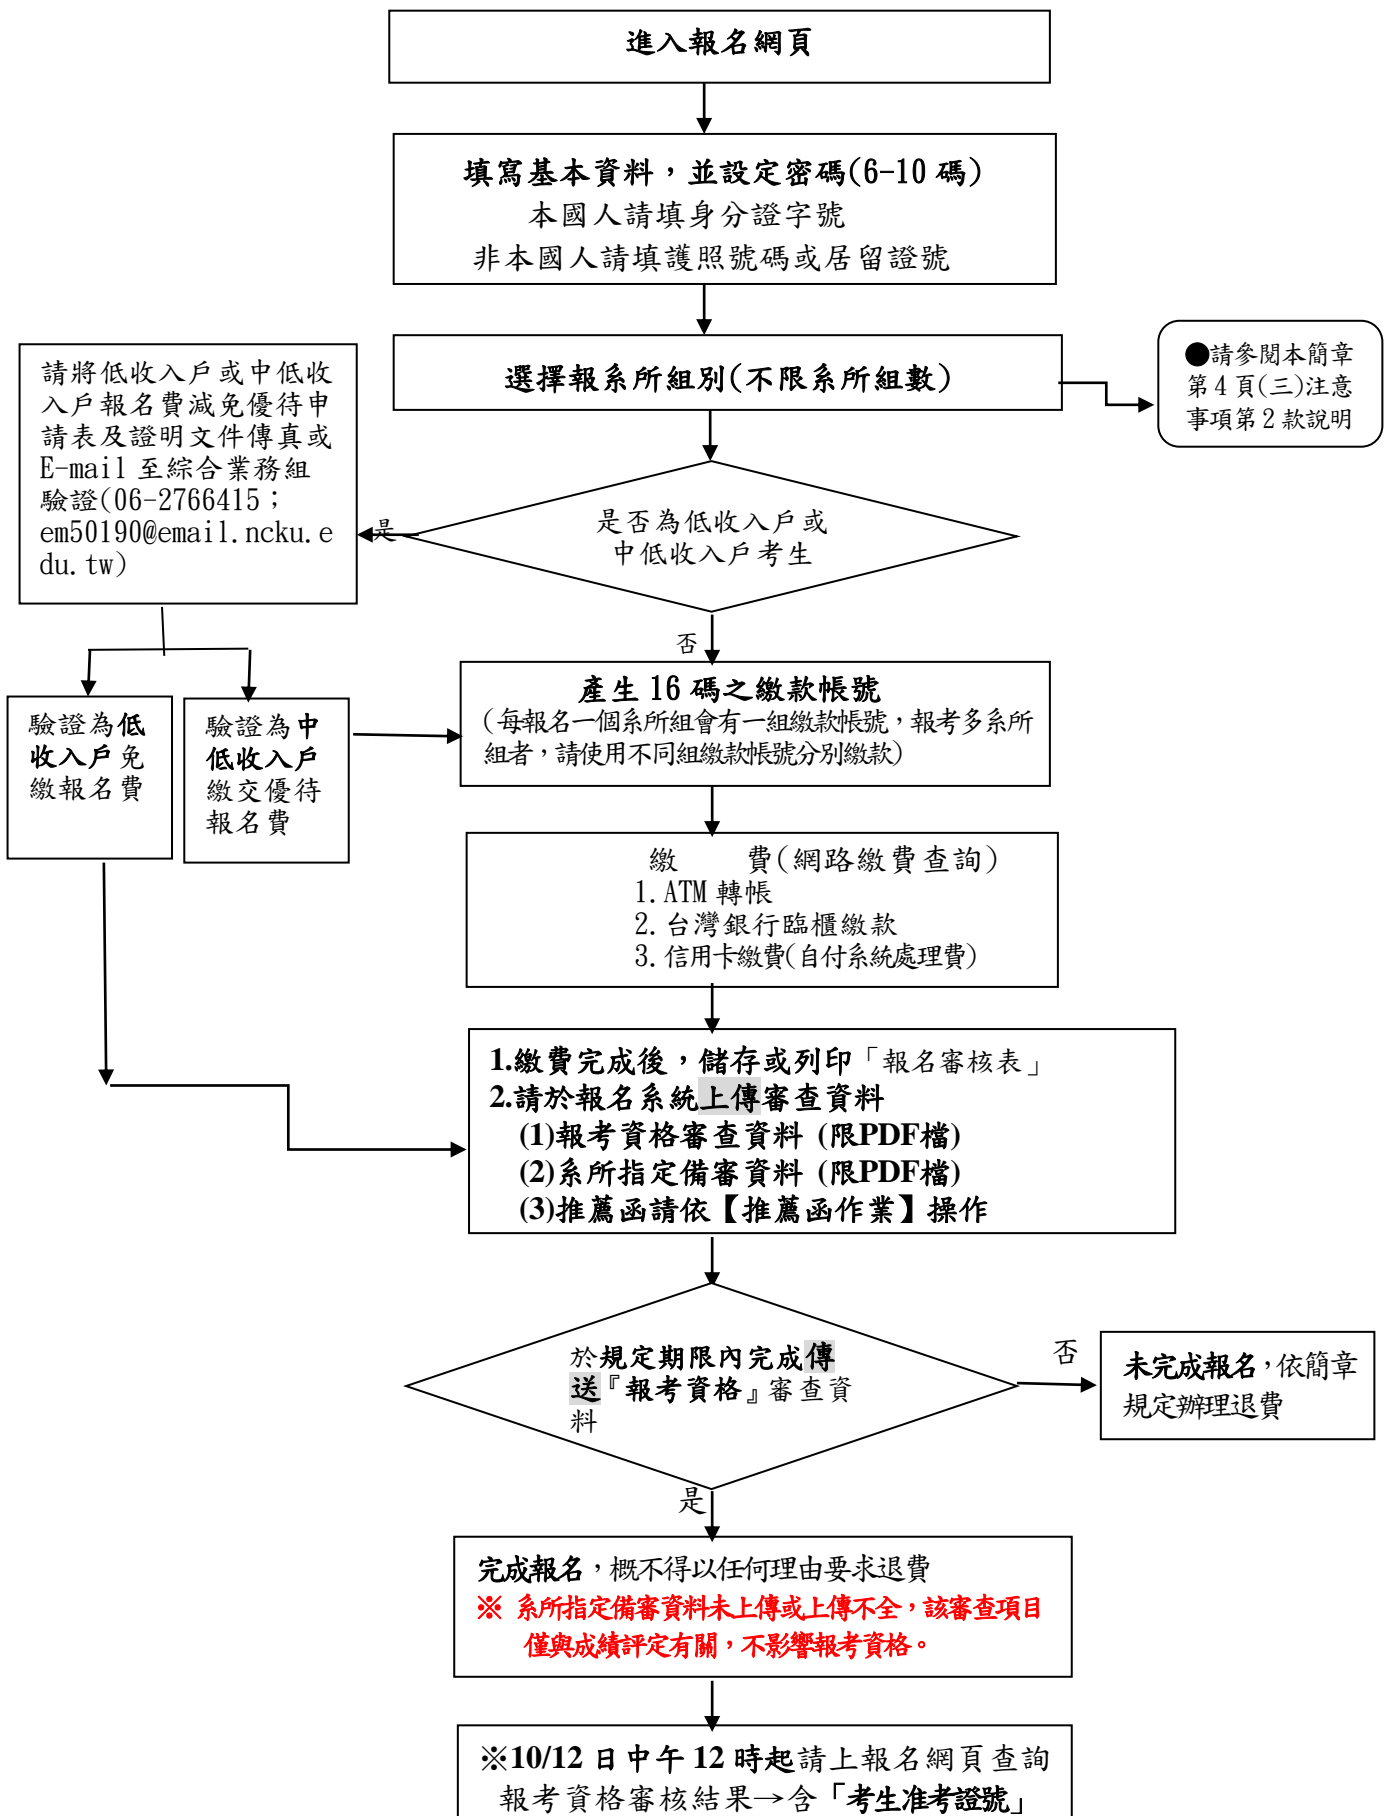 進入報名網頁
填寫基本資料，並設定密碼(6-10 碼)
本國人請填身分證字號
非本國人請填護照號碼或居留證號
選擇報系所組別(不限系所組數)
●請參閱本簡章
第 4 頁(三)注意
事項第 2 款說明
請將低收入戶或中低收
入戶報名費減免優待申
請表及證明文件傳真或
E-mail 至綜合業務組
驗證(06-2766415；
em50190@email.ncku.e
du.tw)
是否為低收入戶或
中低收入戶考生
是
否
驗證為低
收入戶免
繳報名費
驗證為中
低收入戶
繳交優待
報名費
產生 16 碼之繳款帳號
(每報名一個系所組會有一組繳款帳號，報考多系所
組者，請使用不同組繳款帳號分別繳款)
繳　　費(網路繳費查詢)
1.ATM 轉帳
2.台灣銀行臨櫃繳款
3.信用卡繳費(自付系統處理費)
1.繳費完成後，儲存或列印「報名審核表」
2.請於報名系統上傳審查資料
(1)報考資格審查資料 (限PDF檔)
(2)系所指定備審資料 (限PDF檔)
(3)推薦函請依【推薦函作業】操作
於規定期限內完成傳
送『報考資格』審查資
料
否
未完成報名，依簡章
規定辦理退費
是
完成報名，概不得以任何理由要求退費
※ 系所指定備審資料未上傳或上傳不全，該審查項目
僅與成績評定有關，不影響報考資格。
※10/12 日中午 12 時起請上報名網頁查詢
報考資格審核結果→含「考生准考證號」